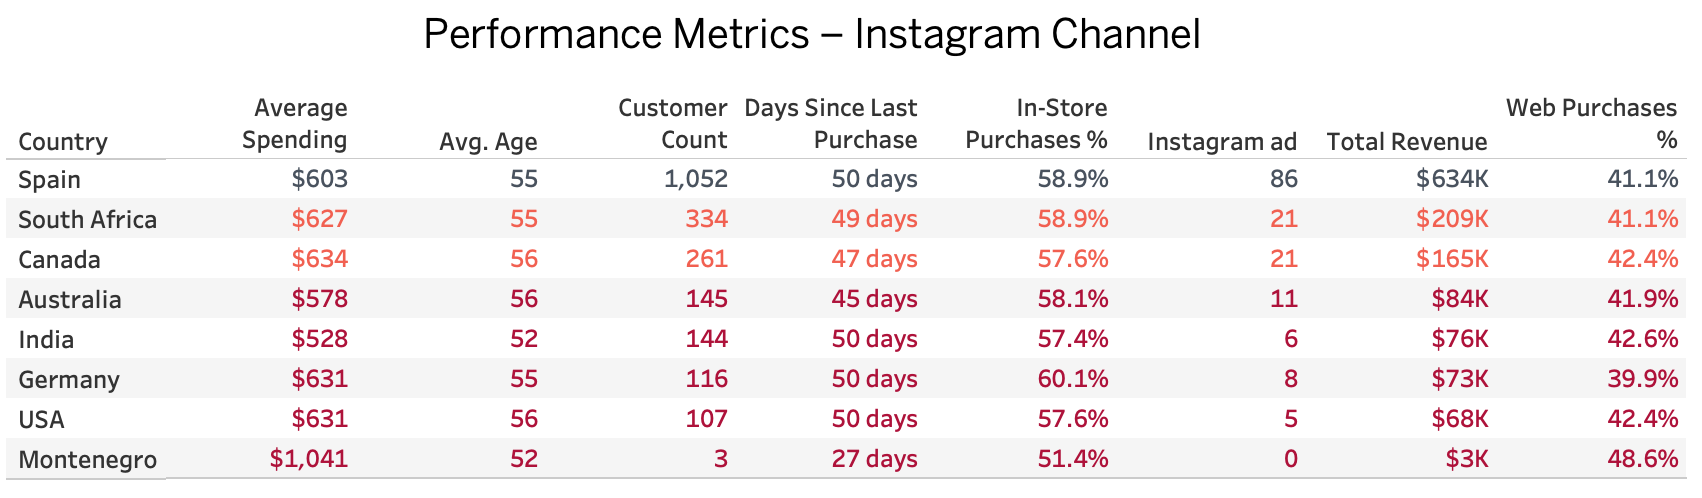 Performance Metrics – Instagram Channel
Country Average Spending Avg. Age Customer Count Days Since Last Purchase In-Store Purchases % Instagram ad Total Revenue Web Purchases %
Spain $603 55 1,052 50 days 58.9% 86 $634K 41.1%
South Africa $627 55 334 49 days 58.9% 21 $209K 41.1%
Canada $634 56 261 47 days 57.6% 21 $165K 42.4%
Australia $578 56 145 45 days 58.1% 11 $84K 41.9%
India $528 52 144 50 days 57.4% 6 $76K 42.6%
Germany $631 55 116 50 days 60.1% 8 $73K 39.9%
USA $631 56 107 50 days 57.6% 5 $68K 42.4%
Montenegro $1,041 52 3 27 days 51.4% 0 $3K 48.6%